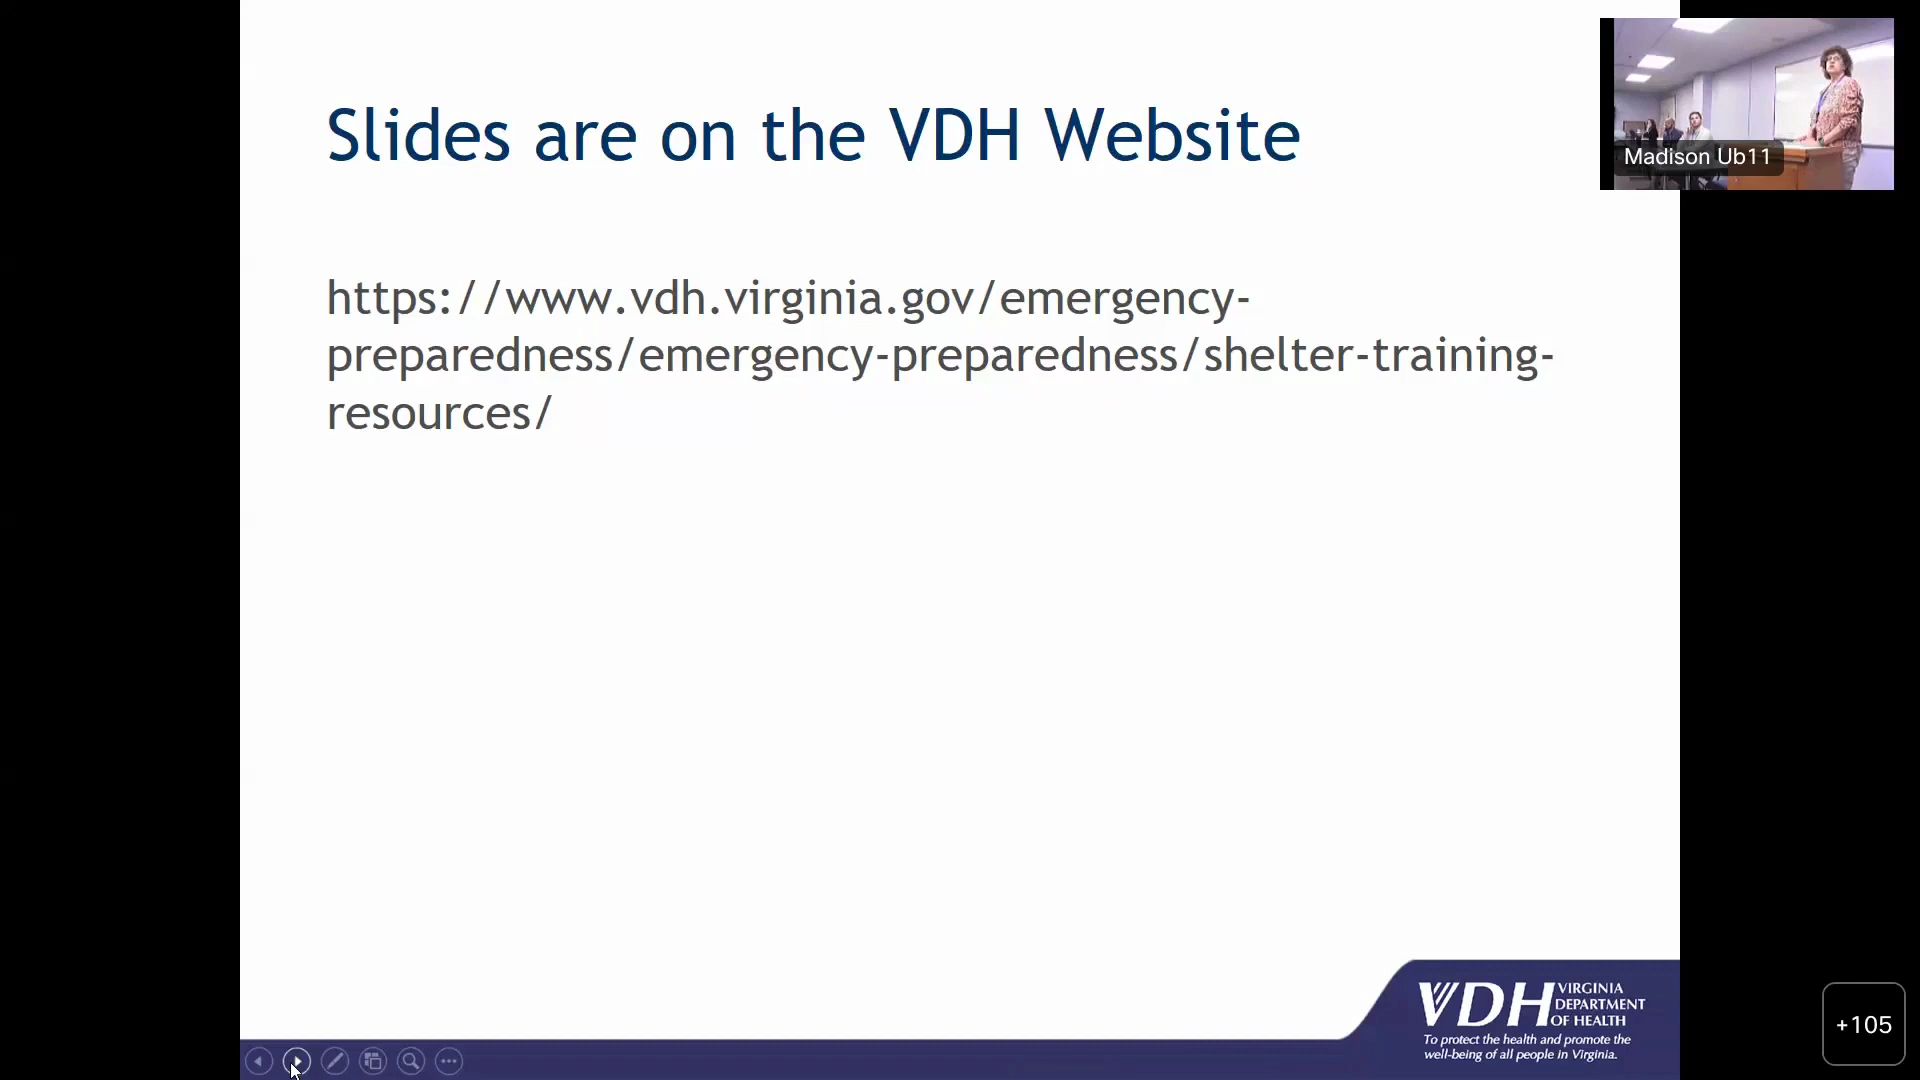 Slides are on the VDH Website
https://www.vdh.virginia.gov/emergency-
preparedness/emergency-preparedness/shelter-training-
resources/
Madison Ub11
VDH VIRGINIA
DEPARTMENT
OF HEALTH
To protect the health and promote the
well-being of all people in Virginia.
+105